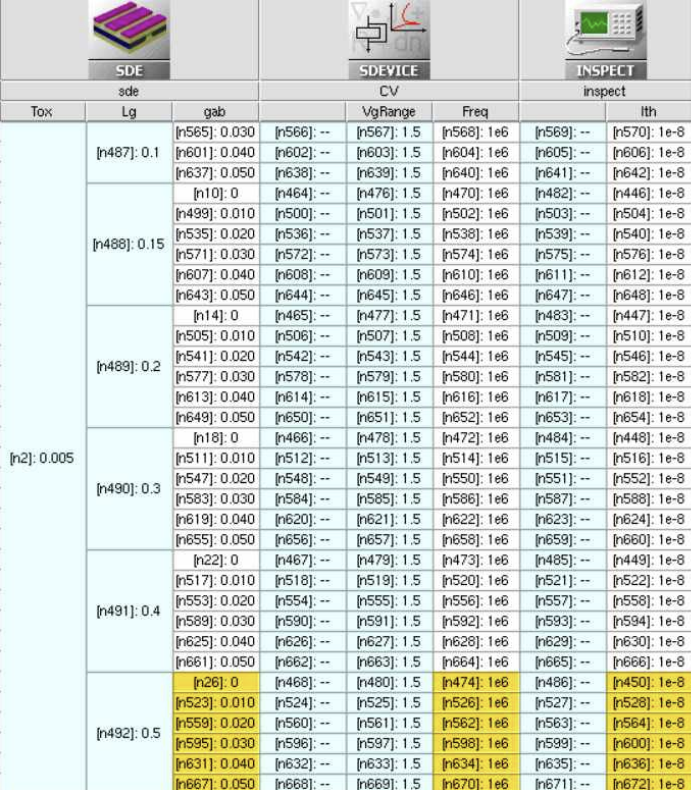 SDE SDEVICE INSPECT
sde CV inspect
Tox Lg gab VgRange Freq Ith
[n565]: 0.030 [n566]: -- [n567]: 1.5 [n568]: 1e6 [n569]: -- [n570]: 1e-8
[n487]: 0.1 [n601]: 0.040 [n602]: -- [n603]: 1.5 [n604]: 1e6 [n605]: -- [n606]: 1e-8
[n637]: 0.050 [n638]: -- [n639]: 1.5 [n640]: 1e6 [n641]: -- [n642]: 1e-8
[n10]: 0 [n464]: -- [n476]: 1.5 [n470]: 1e6 [n482]: -- [n446]: 1e-8
[n499]: 0.010 [n500]: -- [n501]: 1.5 [n502]: 1e6 [n503]: -- [n504]: 1e-8
[n535]: 0.020 [n536]: -- [n537]: 1.5 [n538]: 1e6 [n539]: -- [n540]: 1e-8
[n488]: 0.15
[n571]: 0.030 [n572]: -- [n573]: 1.5 [n574]: 1e6 [n575]: -- [n576]: 1e-8
[n607]: 0.040 [n608]: -- [n609]: 1.5 [n610]: 1e6 [n611]: -- [n612]: 1e-8
[n643]: 0.050 [n644]: -- [n645]: 1.5 [n646]: 1e6 [n647]: -- [n648]: 1e-8
[n14]: 0 [n465]: -- [n477]: 1.5 [n471]: 1e6 [n483]: -- [n447]: 1e-8
[n505]: 0.010 [n506]: -- [n507]: 1.5 [n508]: 1e6 [n509]: -- [n510]: 1e-8
[n541]: 0.020 [n542]: -- [n543]: 1.5 [n544]: 1e6 [n545]: -- [n546]: 1e-8
[n489]: 0.2
[n577]: 0.030 [n578]: -- [n579]: 1.5 [n580]: 1e6 [n581]: -- [n582]: 1e-8
[n613]: 0.040 [n614]: -- [n615]: 1.5 [n616]: 1e6 [n617]: -- [n618]: 1e-8
[n649]: 0.050 [n650]: -- [n651]: 1.5 [n652]: 1e6 [n653]: -- [n654]: 1e-8
[n18]: 0 [n466]: -- [n478]: 1.5 [n472]: 1e6 [n484]: -- [n448]: 1e-8
[n2]: 0.005 [n511]: 0.010 [n512]: -- [n513]: 1.5 [n514]: 1e6 [n515]: -- [n516]: 1e-8
[n547]: 0.020 [n548]: -- [n549]: 1.5 [n550]: 1e6 [n551]: -- [n552]: 1e-8
[n490]: 0.3
[n583]: 0.030 [n584]: -- [n585]: 1.5 [n586]: 1e6 [n587]: -- [n588]: 1e-8
[n619]: 0.040 [n620]: -- [n621]: 1.5 [n622]: 1e6 [n623]: -- [n624]: 1e-8
[n655]: 0.050 [n656]: -- [n657]: 1.5 [n658]: 1e6 [n659]: -- [n660]: 1e-8
[n22]: 0 [n467]: -- [n479]: 1.5 [n473]: 1e6 [n485]: -- [n449]: 1e-8
[n517]: 0.010 [n518]: -- [n519]: 1.5 [n520]: 1e6 [n521]: -- [n522]: 1e-8
[n553]: 0.020 [n554]: -- [n555]: 1.5 [n556]: 1e6 [n557]: -- [n558]: 1e-8
[n491]: 0.4
[n589]: 0.030 [n590]: -- [n591]: 1.5 [n592]: 1e6 [n593]: -- [n594]: 1e-8
[n625]: 0.040 [n626]: -- [n627]: 1.5 [n628]: 1e6 [n629]: -- [n630]: 1e-8
[n661]: 0.050 [n662]: -- [n663]: 1.5 [n664]: 1e6 [n665]: -- [n666]: 1e-8
[n26]: 0 [n468]: -- [n480]: 1.5 [n474]: 1e6 [n486]: -- [n450]: 1e-8
[n523]: 0.010 [n524]: -- [n525]: 1.5 [n526]: 1e6 [n527]: -- [n528]: 1e-8
[n559]: 0.020 [n560]: -- [n561]: 1.5 [n562]: 1e6 [n563]: -- [n564]: 1e-8
[n492]: 0.5
[n595]: 0.030 [n596]: -- [n597]: 1.5 [n598]: 1e6 [n599]: -- [n600]: 1e-8
[n631]: 0.040 [n632]: -- [n633]: 1.5 [n634]: 1e6 [n635]: -- [n636]: 1e-8
[n667]: 0.050 [n668]: -- [n669]: 1.5 [n670]: 1e6 [n671]: -- [n672]: 1e-8